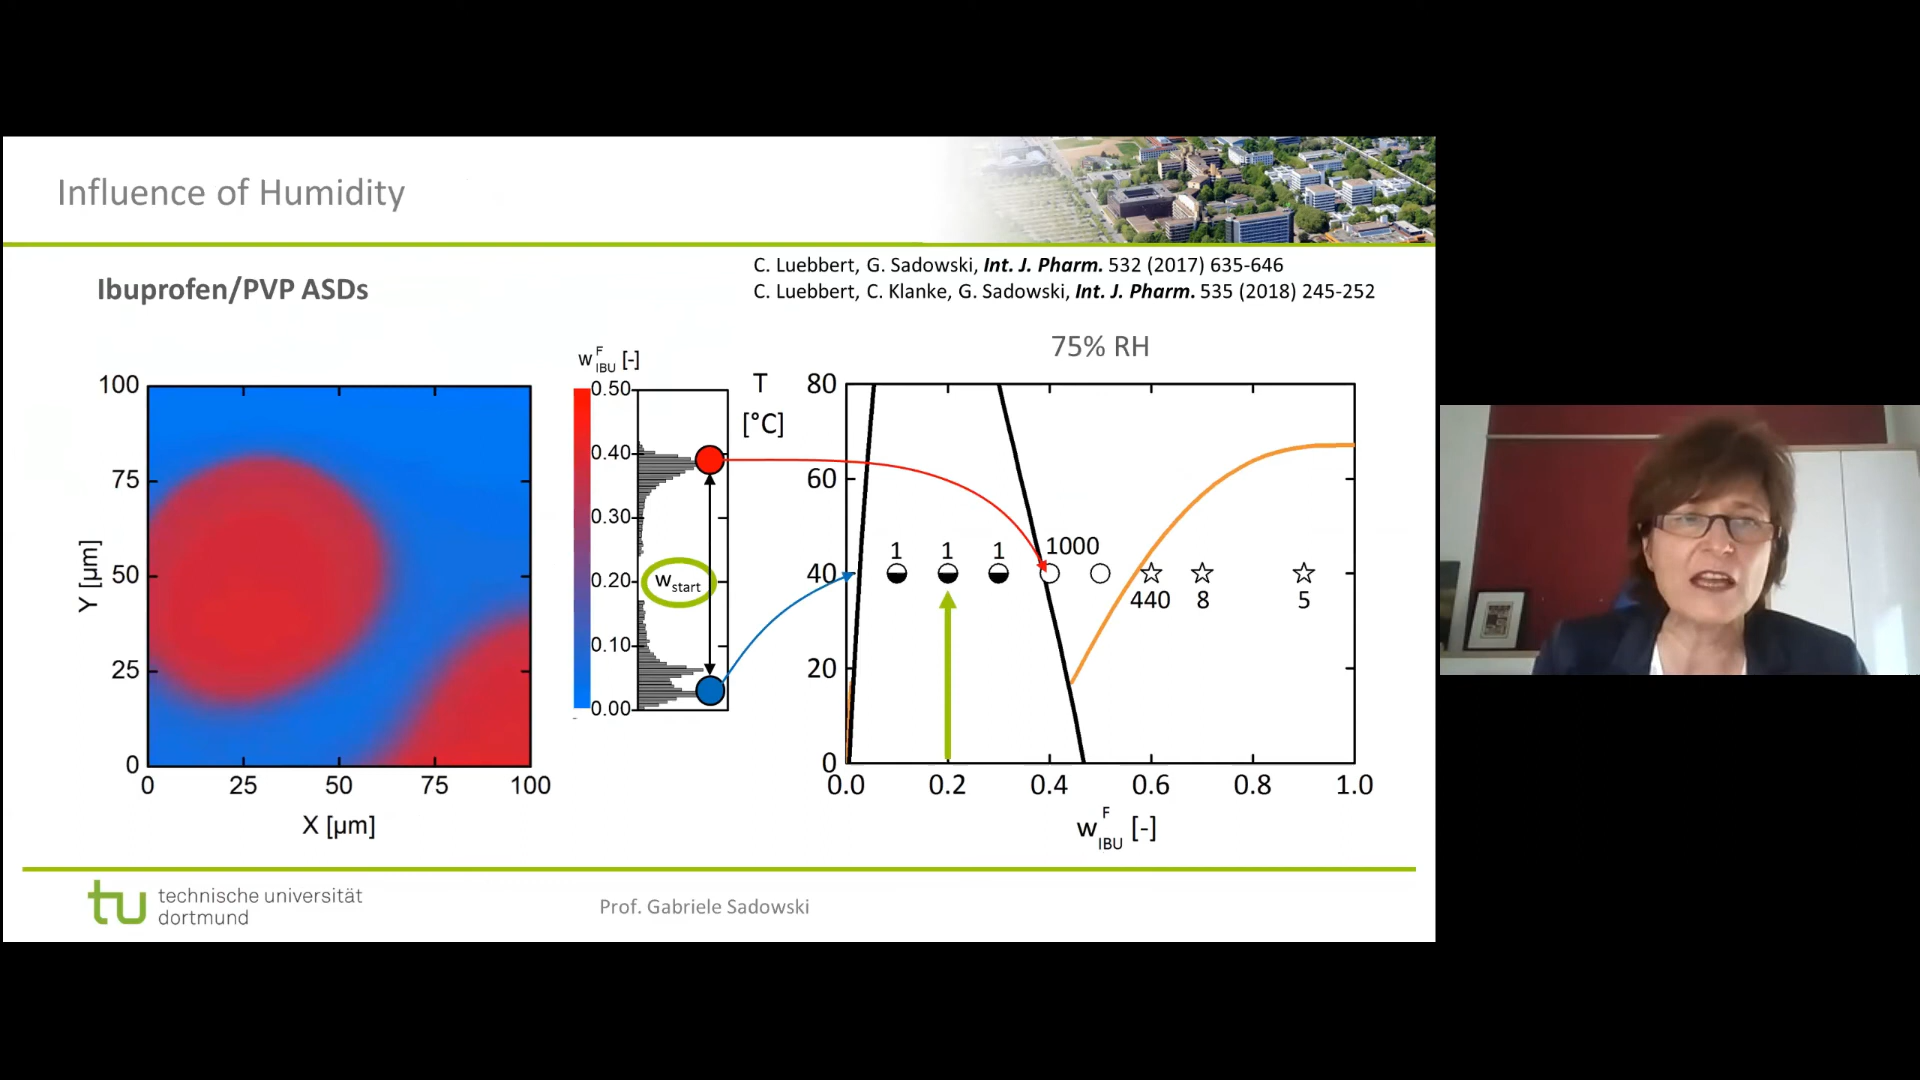 Influence of Humidity
Ibuprofen/PVP ASDs
C. Luebbert, G. Sadowski, Int. J. Pharm. 532 (2017) 635-646
C. Luebbert, C. Klanke, G. Sadowski, Int. J. Pharm. 535 (2018) 245-252
75% RH
100
75
50
25
0
Y [µm]
0 25 50 75 100
X [µm]
w F IBU [-]
0.50
0.40
0.30
0.20
0.10
0.00
w start
T
[°C]
80
60
40
20
0
1 1 1 1000
440 8 5
0.0 0.2 0.4 0.6 0.8 1.0
w F IBU [-]
tu technische universität
dortmund
Prof. Gabriele Sadowski